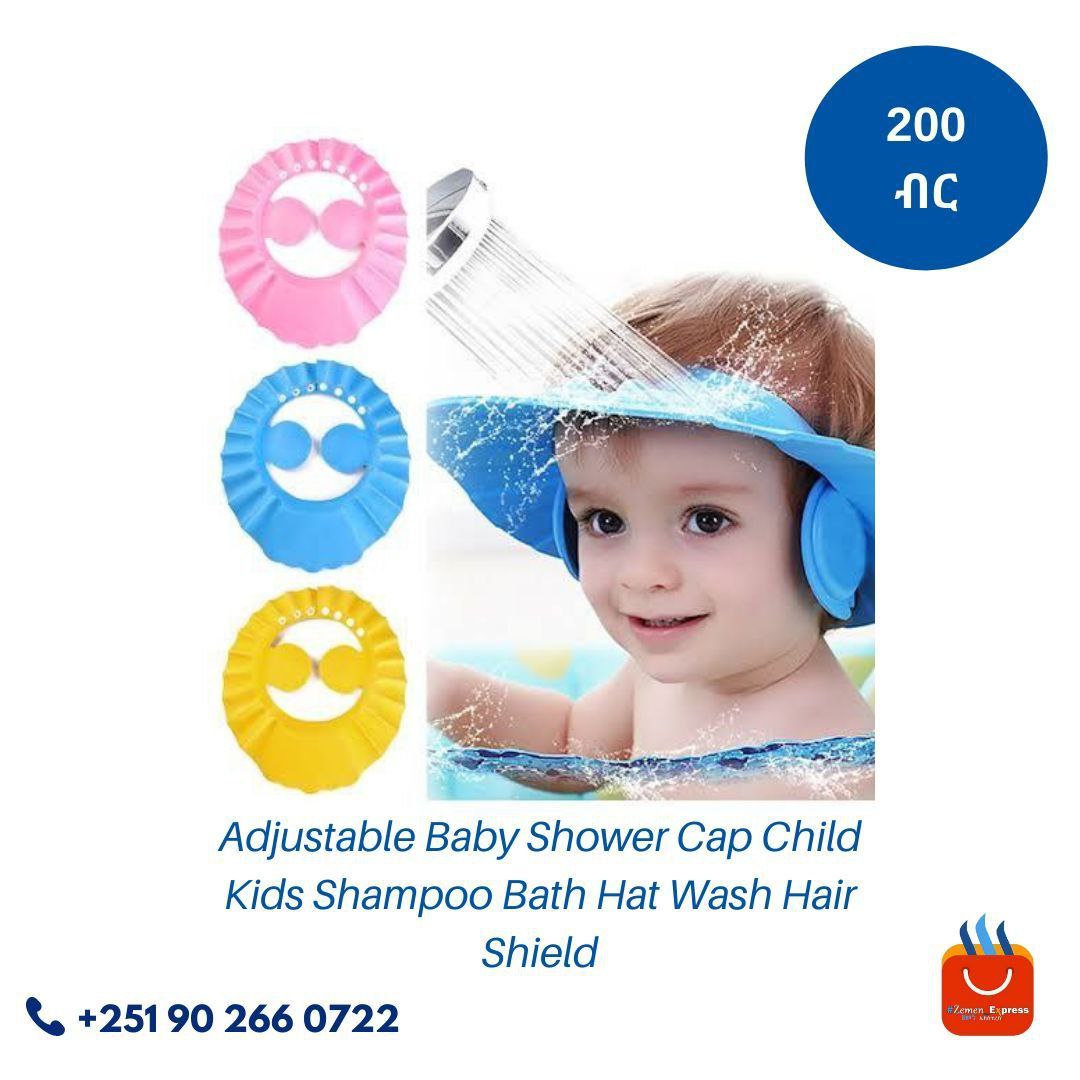 200
ብር
Adjustable Baby Shower Cap Child
Kids Shampoo Bath Hat Wash Hair
Shield
+251 90 266 0722
#Zemen Express